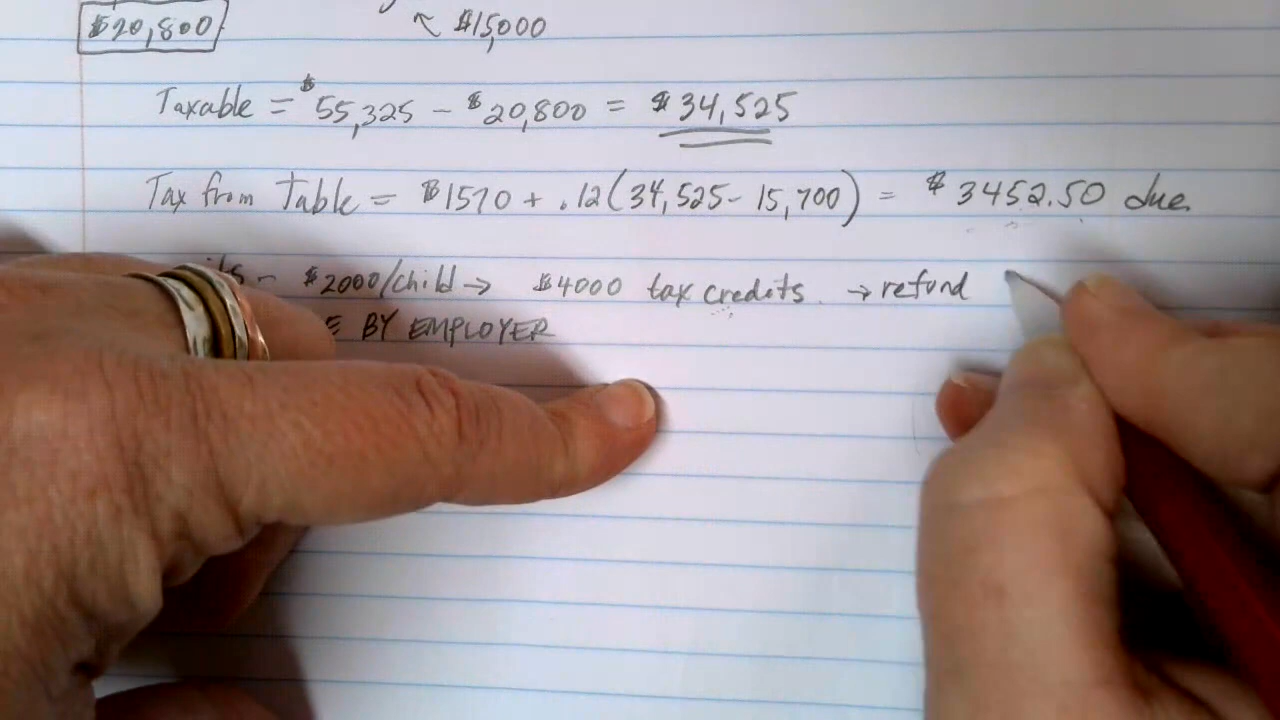 $20,800 ↖ $15,000
Taxable = $55,325 - $20,800 = $34,525
Tax from Table = $1570 + .12(34,525 - 15,700) = $3452.50 due
- $2000/child → $4000 tax credits. → refund
BY EMPLOYER